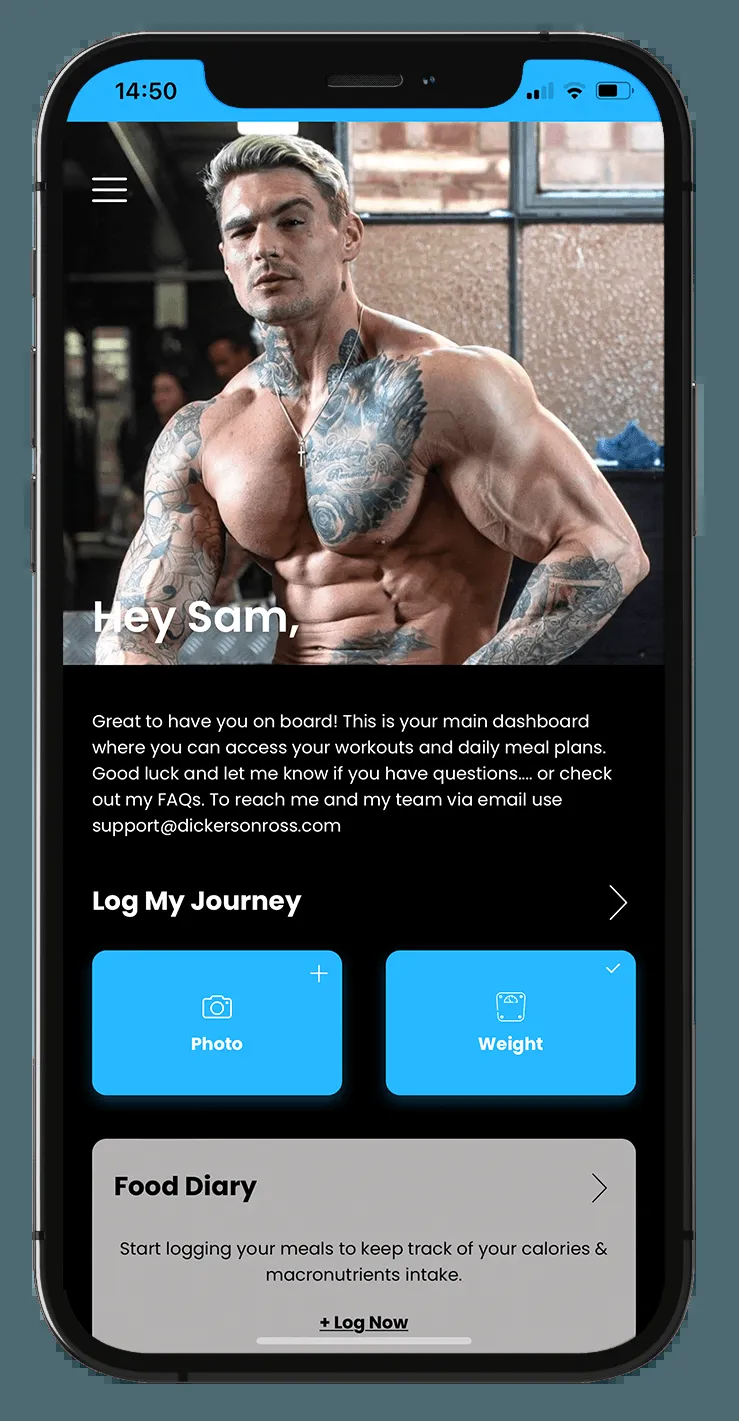 14:50
Hey Sam,
Great to have you on board! This is your main dashboard
where you can access your workouts and daily meal plans.
Good luck and let me know if you have questions.... or check
out my FAQs. To reach me and my team via email use
support@dickersonross.com
Log My Journey
Photo
Weight
Food Diary
Start logging your meals to keep track of your calories &
macronutrients intake.
+ Log Now